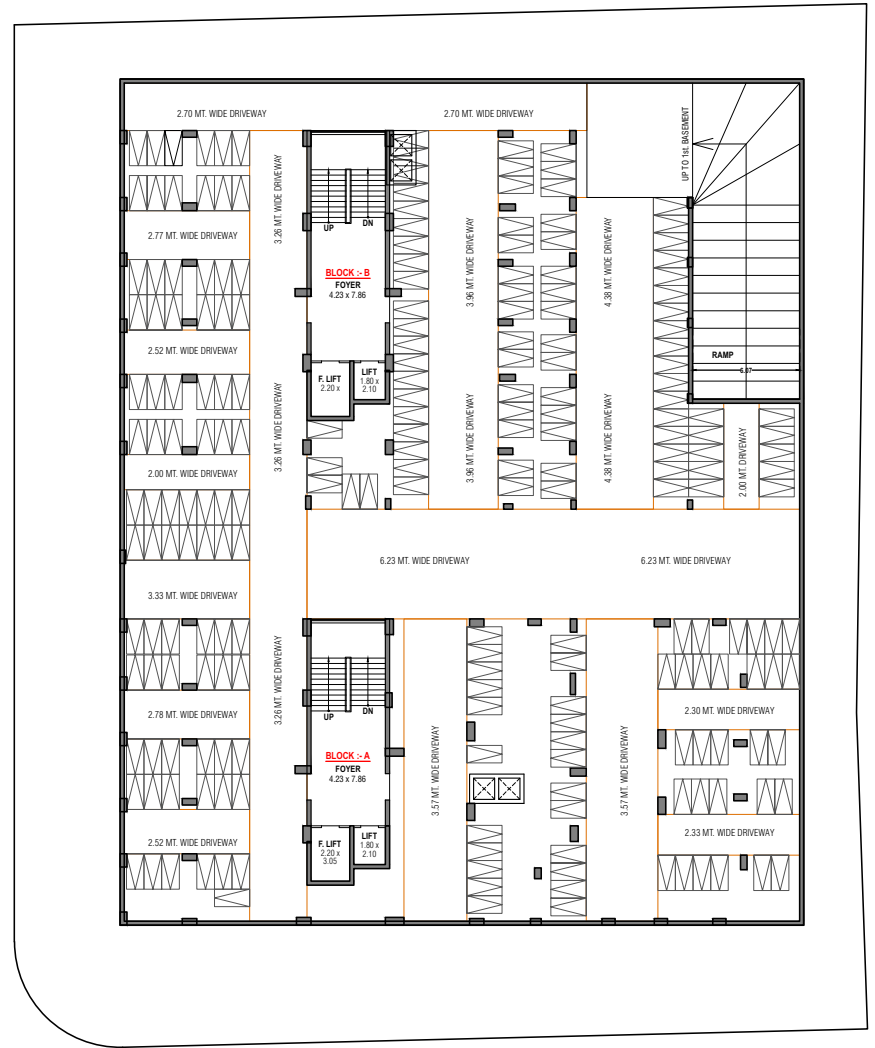 2.70 MT. WIDE DRIVEWAY
2.70 MT. WIDE DRIVEWAY
UP TO 1st. BASEMENT
3.26 MT. WIDE DRIVEWAY
UP
DN
2.77 MT. WIDE DRIVEWAY
BLOCK :- B
FOYER
4.23 x 7.86
3.96 MT. WIDE DRIVEWAY
4.38 MT. WIDE DRIVEWAY
2.52 MT. WIDE DRIVEWAY
RAMP
6.07
F. LIFT
2.20 x
LIFT
1.80 x
2.10
3.26 MT. WIDE DRIVEWAY
3.96 MT. WIDE DRIVEWAY
4.38 MT. WIDE DRIVEWAY
2.00 MT. DRIVEWAY
2.00 MT. WIDE DRIVEWAY
6.23 MT. WIDE DRIVEWAY
6.23 MT. WIDE DRIVEWAY
3.33 MT. WIDE DRIVEWAY
3.26 MT. WIDE DRIVEWAY
2.78 MT. WIDE DRIVEWAY
UP
DN
2.30 MT. WIDE DRIVEWAY
BLOCK :- A
FOYER
4.23 x 7.86
3.57 MT. WIDE DRIVEWAY
3.57 MT. WIDE DRIVEWAY
2.52 MT. WIDE DRIVEWAY
F. LIFT
2.20 x
3.05
LIFT
1.80 x
2.10
2.33 MT. WIDE DRIVEWAY